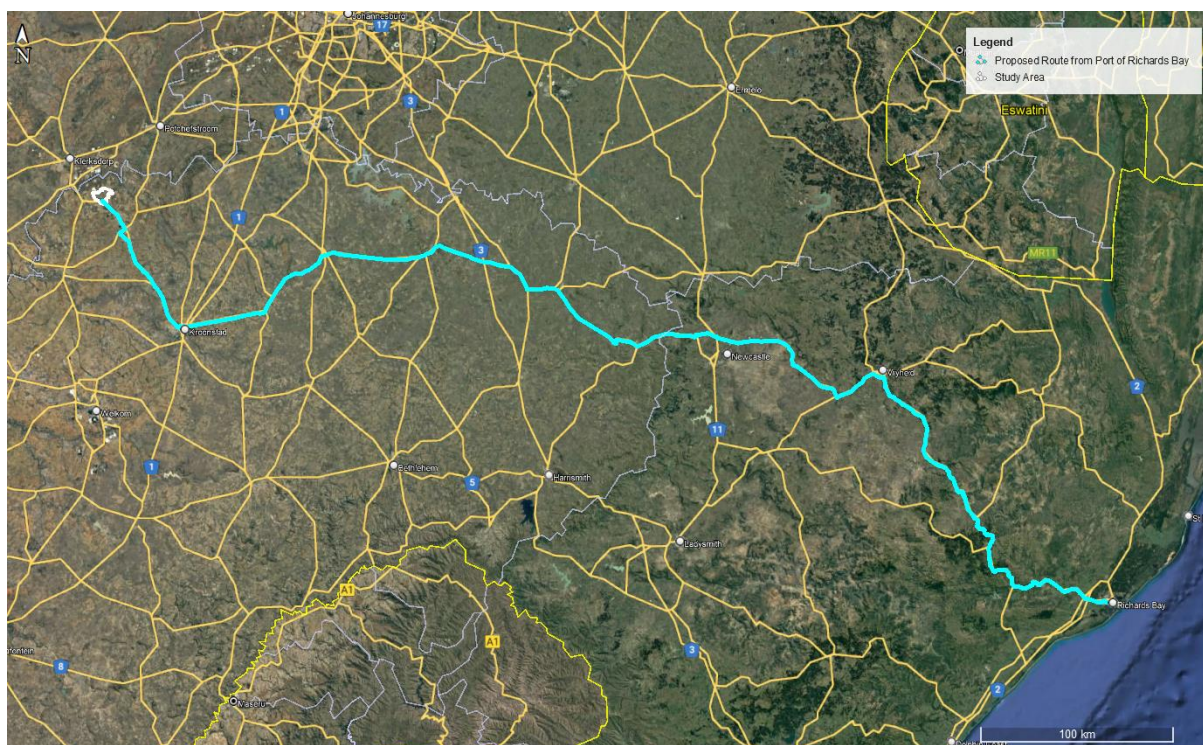 Johannesburg
17
N
Legend
Proposed Route from Port of Richards Bay
Study Area
Ermelo
3
1
Eswatini
Potchefstroom
Klerksdorp
1
3
MR11
Kroonstad
Newcastle
Vryheid
2
Welkom
11
1
Bethlehem
Harrismith
5
St
Ladysmith
A1
A1
Richards Bay
3
8
2
Maseru
100 km